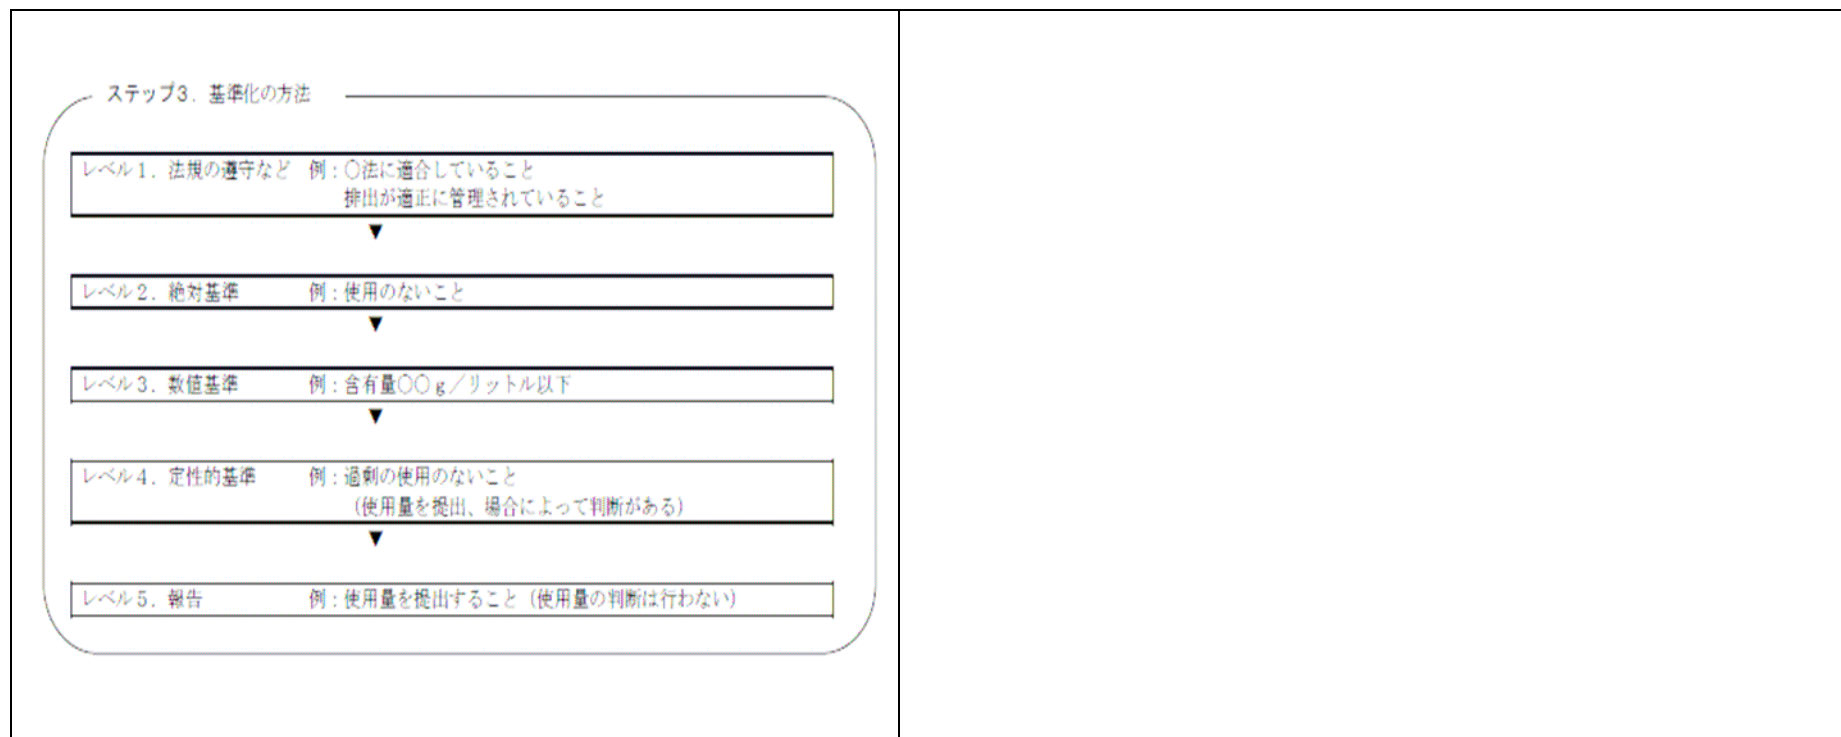 ステップ3．基準化の方法
レベル1．法規の遵守など 例：○法に適合していること
排出が適正に管理されていること
▼
レベル2．絶対基準 例：使用のないこと
▼
レベル3．数値基準 例：含有量○○g／リットル以下
▼
レベル4．定性的基準 例：過剰の使用のないこと
（使用量を提出、場合によって判断がある）
▼
レベル5．報告 例：使用量を提出すること（使用量の判断は行わない）